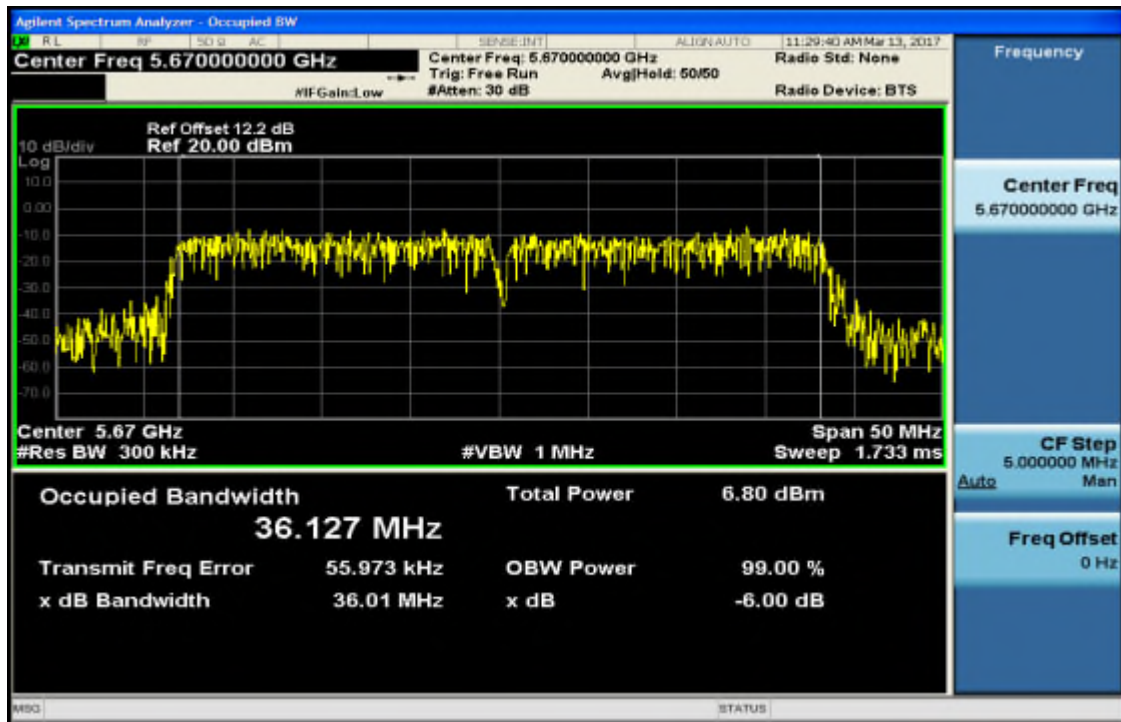 Agilent Spectrum Analyzer - Occupied BW
LXI RL RF 50 Ω AC SENSE:INT ALIGN AUTO 11:29:40 AM Mar 13, 2017
Center Freq 5.670000000 GHz
Center Freq: 5.670000000 GHz
Radio Std: None
Trig: Free Run Avg|Hold: 50/50
#IFGain:Low #Atten: 30 dB Radio Device: BTS
Ref Offset 12.2 dB
10 dB/div Ref 20.00 dBm
Log
10.0
0.00
-10.0
-20.0
-30.0
-40.0
-50.0
-60.0
-70.0
Center 5.67 GHz Span 50 MHz
#Res BW 300 kHz #VBW 1 MHz Sweep 1.733 ms
Occupied Bandwidth Total Power 6.80 dBm
36.127 MHz
Transmit Freq Error 55.973 kHz OBW Power 99.00 %
x dB Bandwidth 36.01 MHz x dB -6.00 dB
MSG STATUS
Frequency
Center Freq
5.670000000 GHz
CF Step
5.000000 MHz
Auto Man
Freq Offset
0 Hz